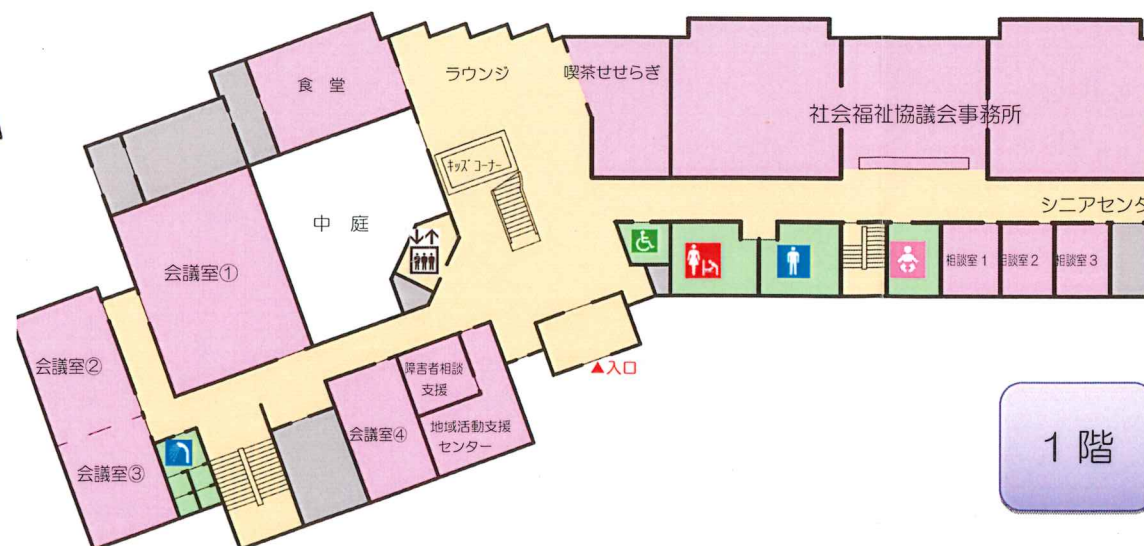 食 堂
ラウンジ
喫茶せせらぎ
社会福祉協議会事務所
キッズコーナー
シニアセンタ
中 庭
会議室①
相談室1
相談室2
相談室3
会議室②
障害者相談
支援
▲入口
地域活動支援
センター
会議室④
会議室③
1 階